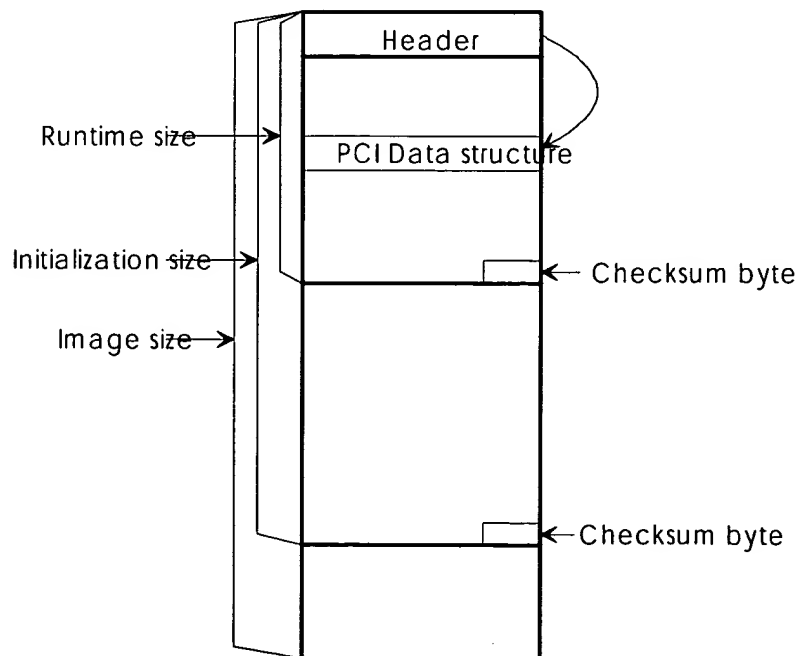 Header
Runtime size
PCI Data structure
Initialization size
Checksum byte
Image size
Checksum byte